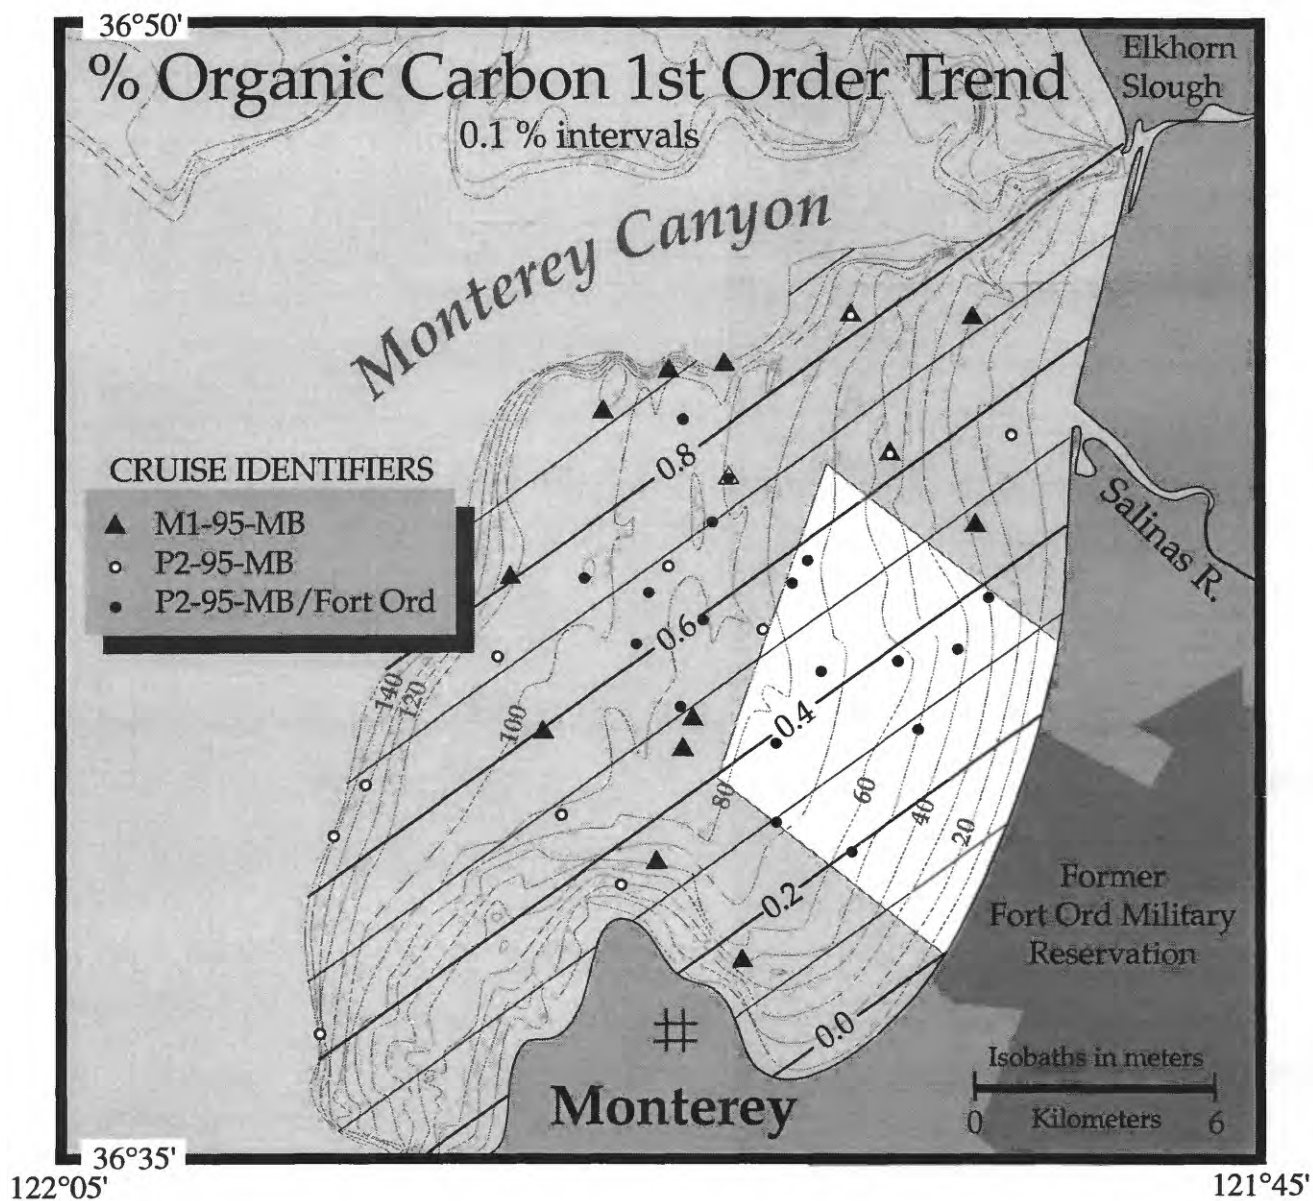 36°50'
% Organic Carbon 1st Order Trend
0.1 % intervals
Elkhorn
Slough
Monterey Canyon
0.8
CRUISE IDENTIFIERS
M1-95-MB
P2-95-MB
P2-95-MB/Fort Ord
Salinas R.
0.6
140
120
100
0.4
80
60
40
20
0.2
Former
Fort Ord Military
Reservation
0.0
Monterey
Isobaths in meters
0
Kilometers
6
36°35'
122°05'
121°45'